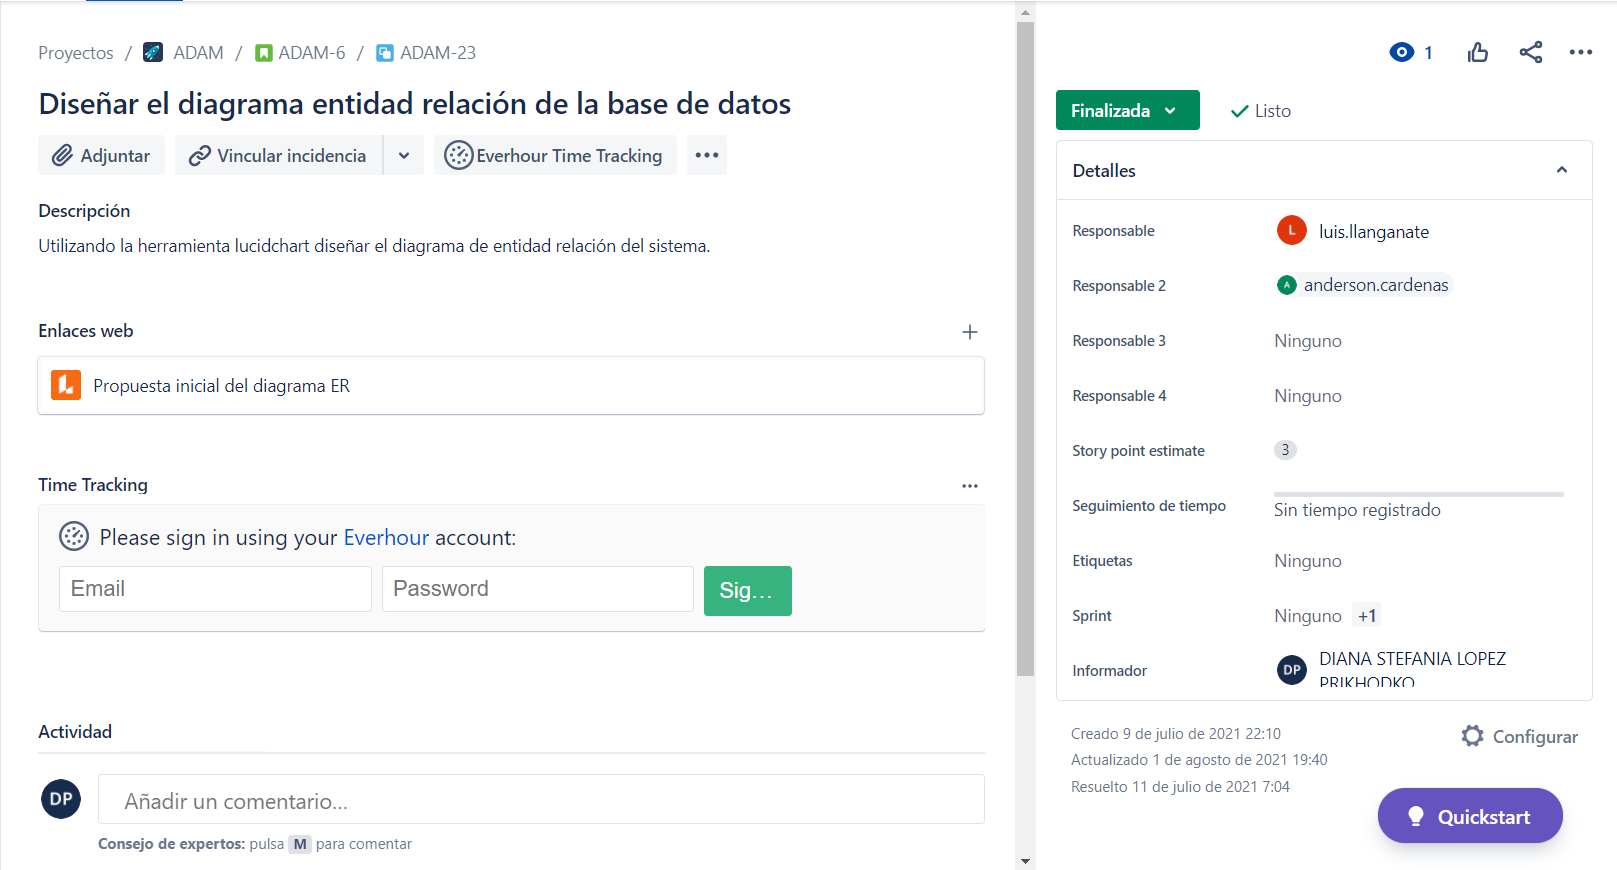 Proyectos / ADAM / ADAM-6 / ADAM-23
Diseñar el diagrama entidad relación de la base de datos
Adjuntar Vincular incidencia Everhour Time Tracking
Descripción
Utilizando la herramienta lucidchart diseñar el diagrama de entidad relación del sistema.
Enlaces web
Propuesta inicial del diagrama ER
Time Tracking
Please sign in using your Everhour account:
Email Password Sig...
Actividad
DP Añadir un comentario...
Consejo de expertos: pulsa M para comentar
1
Finalizada Listo
Detalles
Responsable L luis.llanganate
Responsable 2 A anderson.cardenas
Responsable 3 Ninguno
Responsable 4 Ninguno
Story point estimate 3
Seguimiento de tiempo Sin tiempo registrado
Etiquetas Ninguno
Sprint Ninguno +1
Informador DP DIANA STEFANIA LOPEZ
PRIKHODKO
Creado 9 de julio de 2021 22:10
Configurar
Actualizado 1 de agosto de 2021 19:40
Resuelto 11 de julio de 2021 7:04
Quickstart